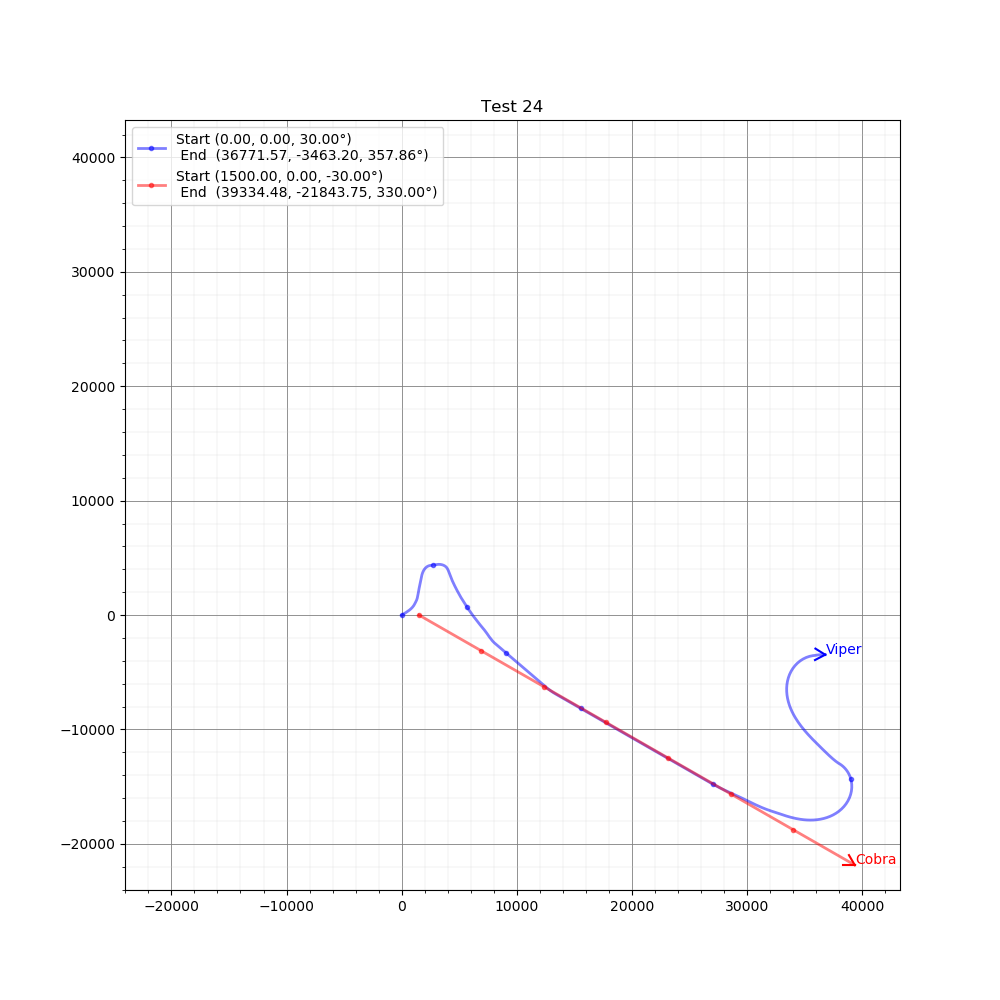 Test 24
Start (0.00, 0.00, 30.00°)
End  (36771.57, -3463.20, 357.86°)
Start (1500.00, 0.00, -30.00°)
End  (39334.48, -21843.75, 330.00°)
40000
30000
20000
10000
0
−10000
−20000
Viper
Cobra
−20000 −10000 0 10000 20000 30000 40000